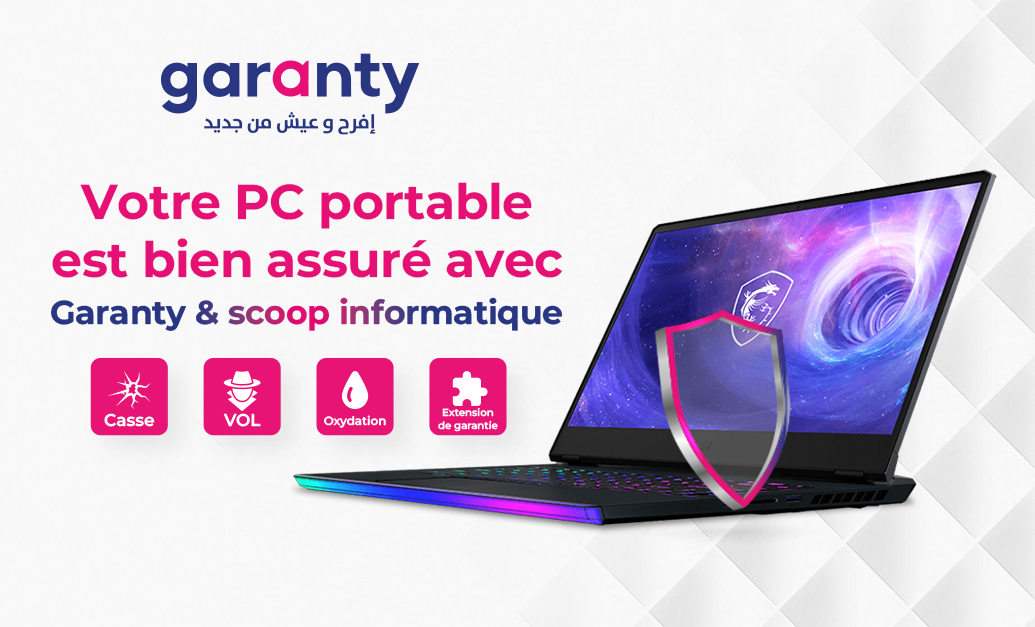 garanty
إفرح و عيش من جديد
Votre PC portable
est bien assuré avec
Garanty & scoop informatique
Casse
VOL
Oxydation
Extension
de garantie